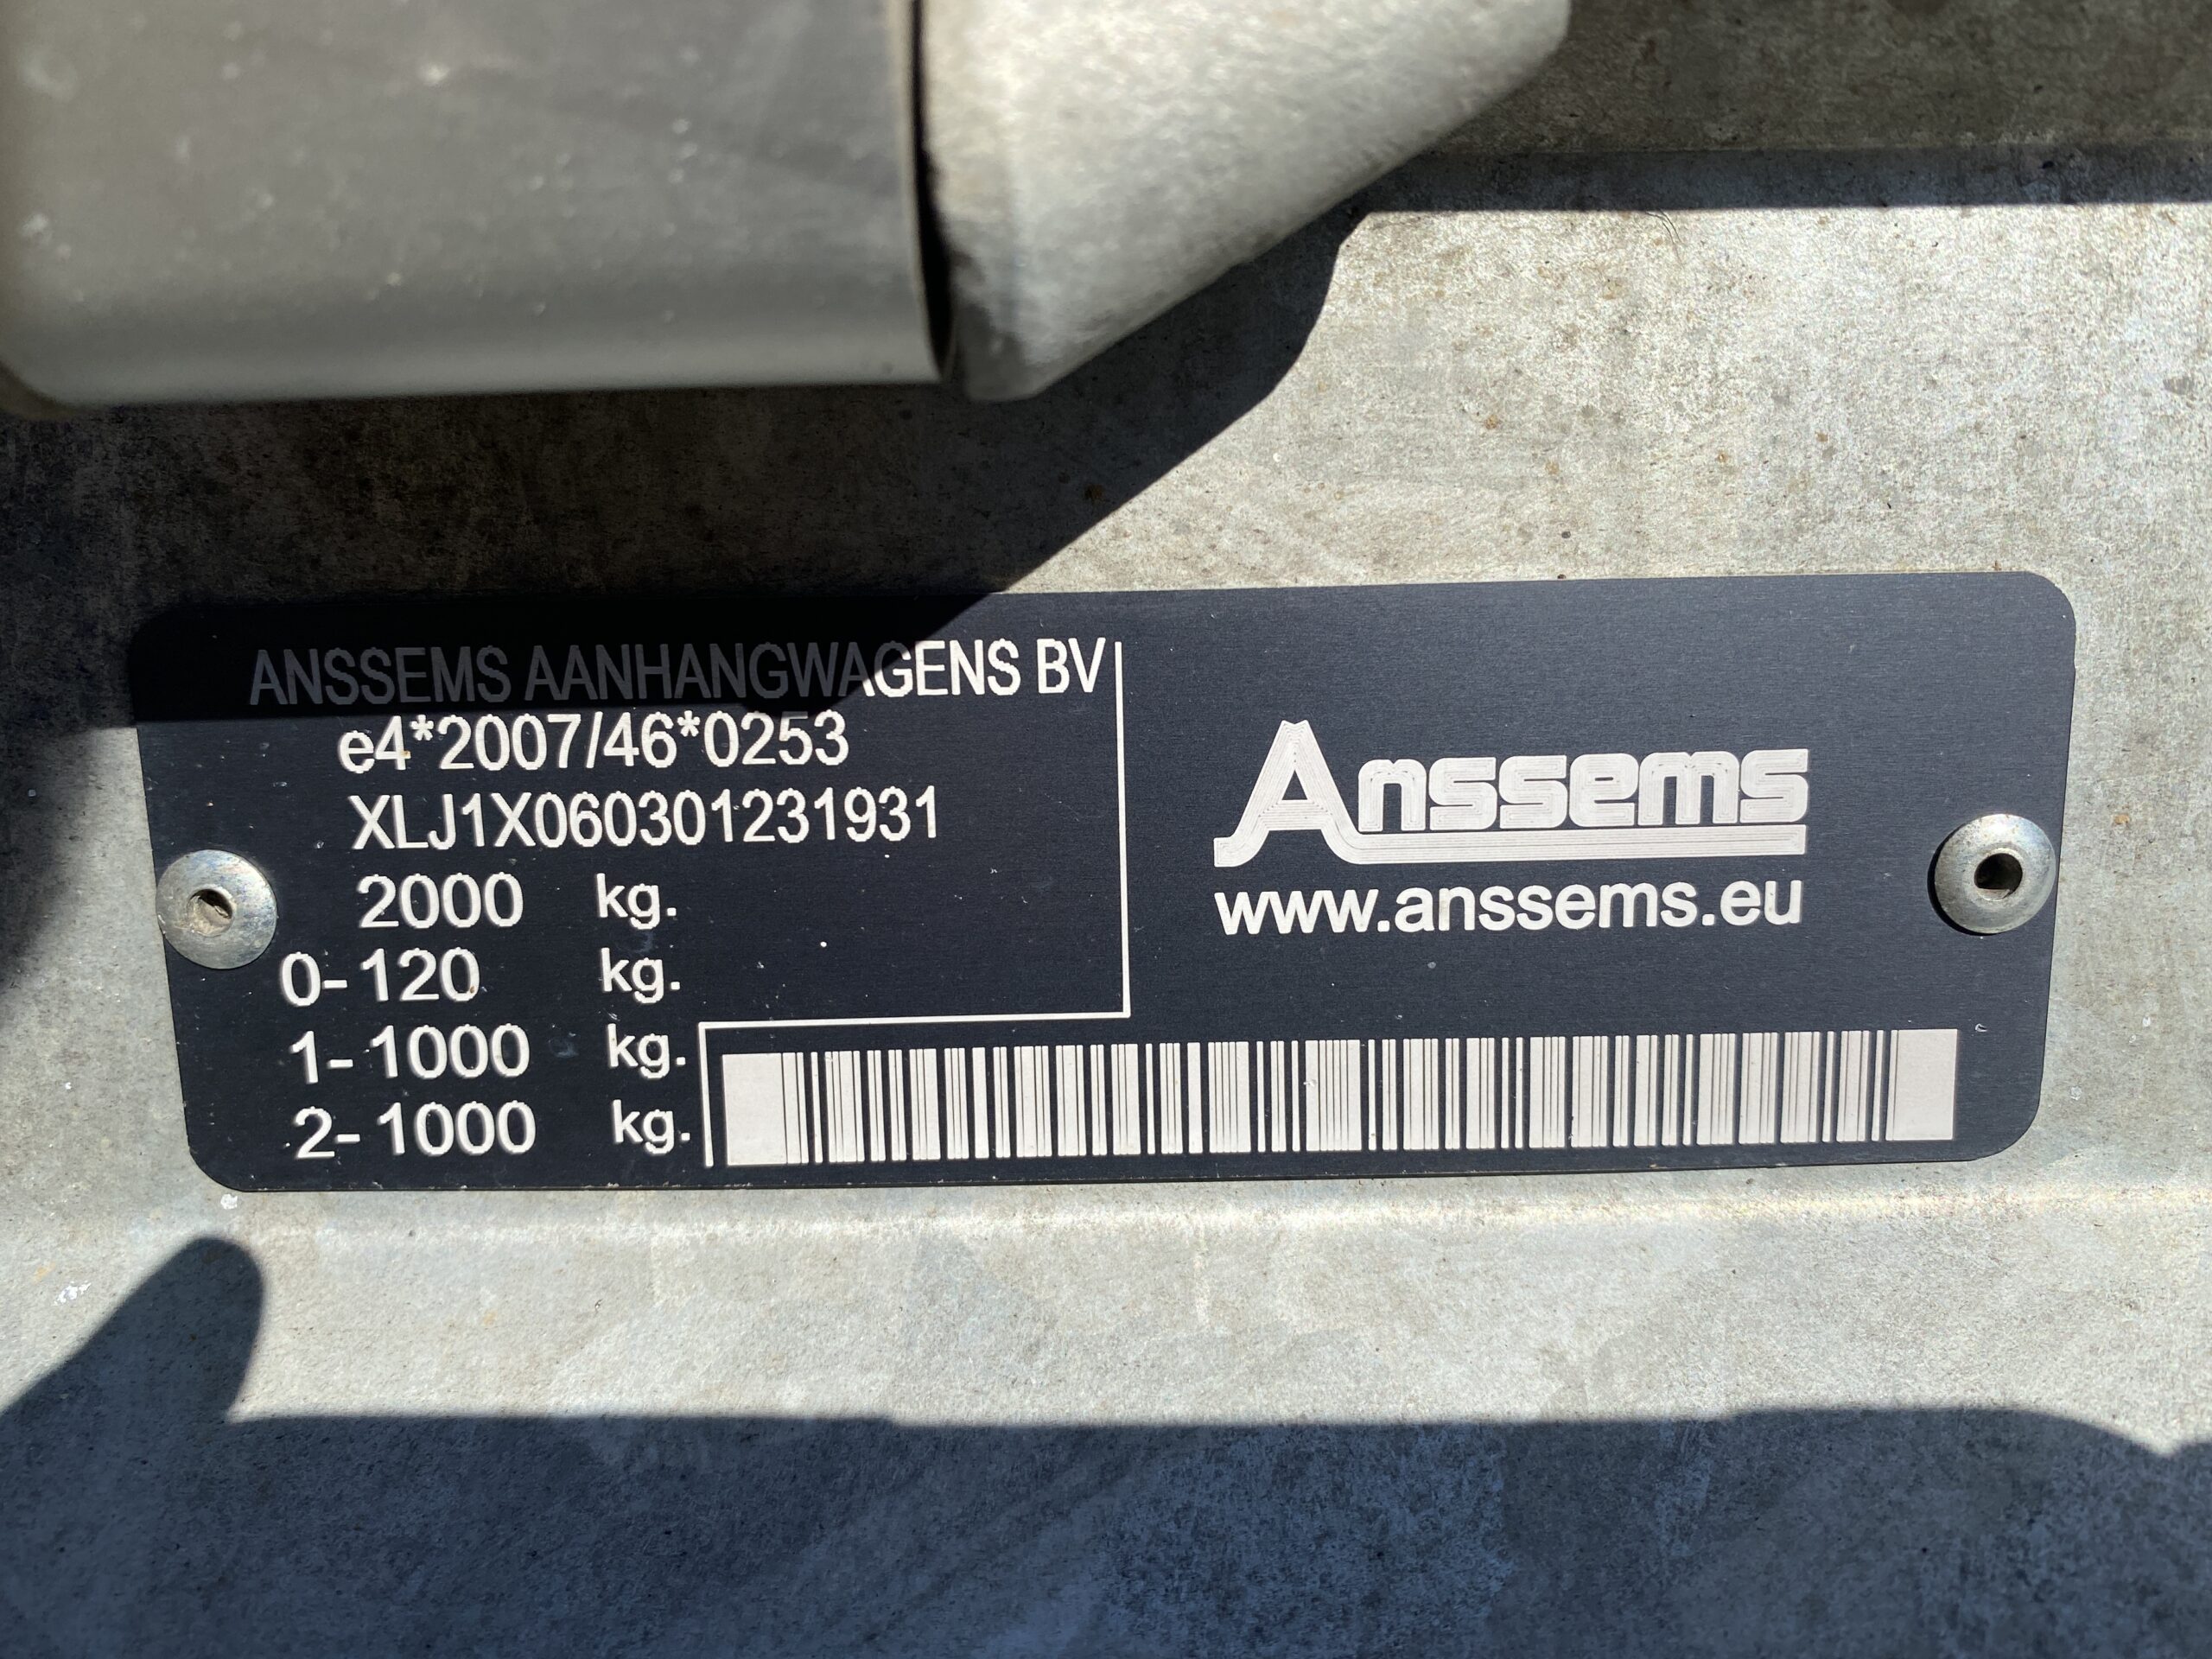 ANSSEMS AANHANGWAGENS BV
e4*2007/46*0253
XLJ1X060301231931
2000 kg.
0- 120 kg.
1- 1000 kg.
2- 1000 kg.
Anssems
www.anssems.eu